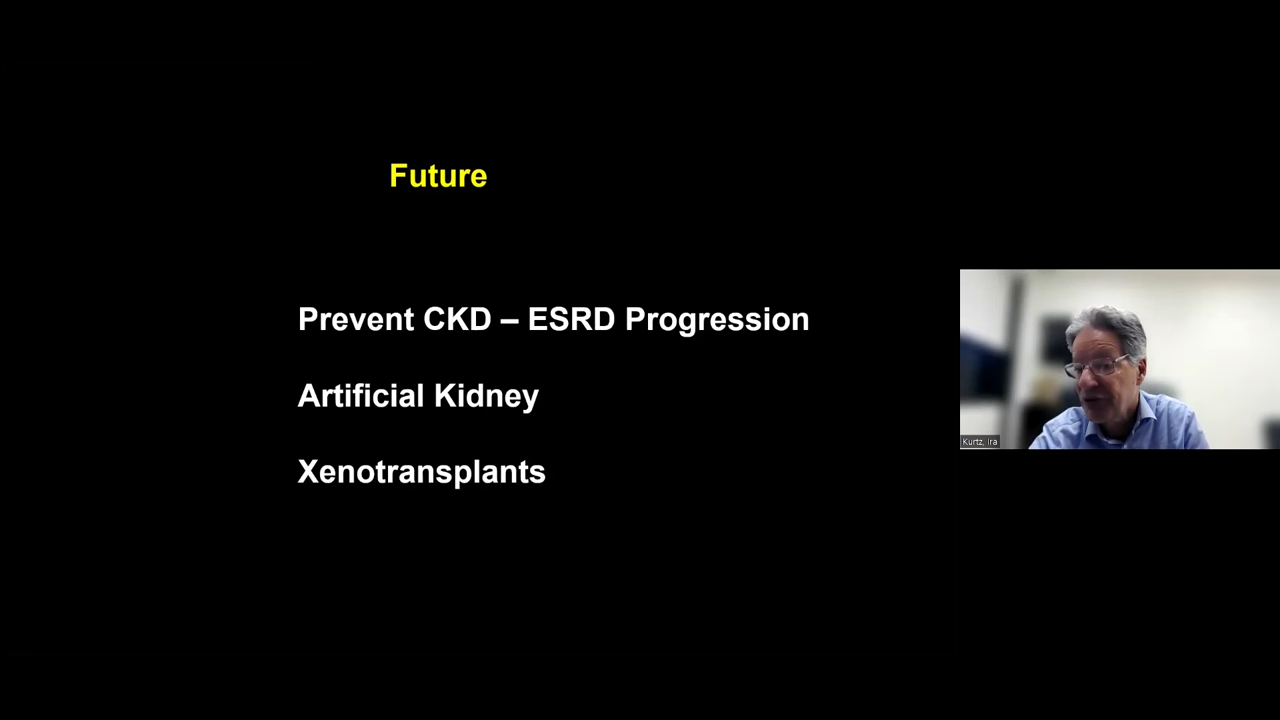 Future
Prevent CKD – ESRD Progression
Artificial Kidney
Xenotransplants
Kurtz, Ira